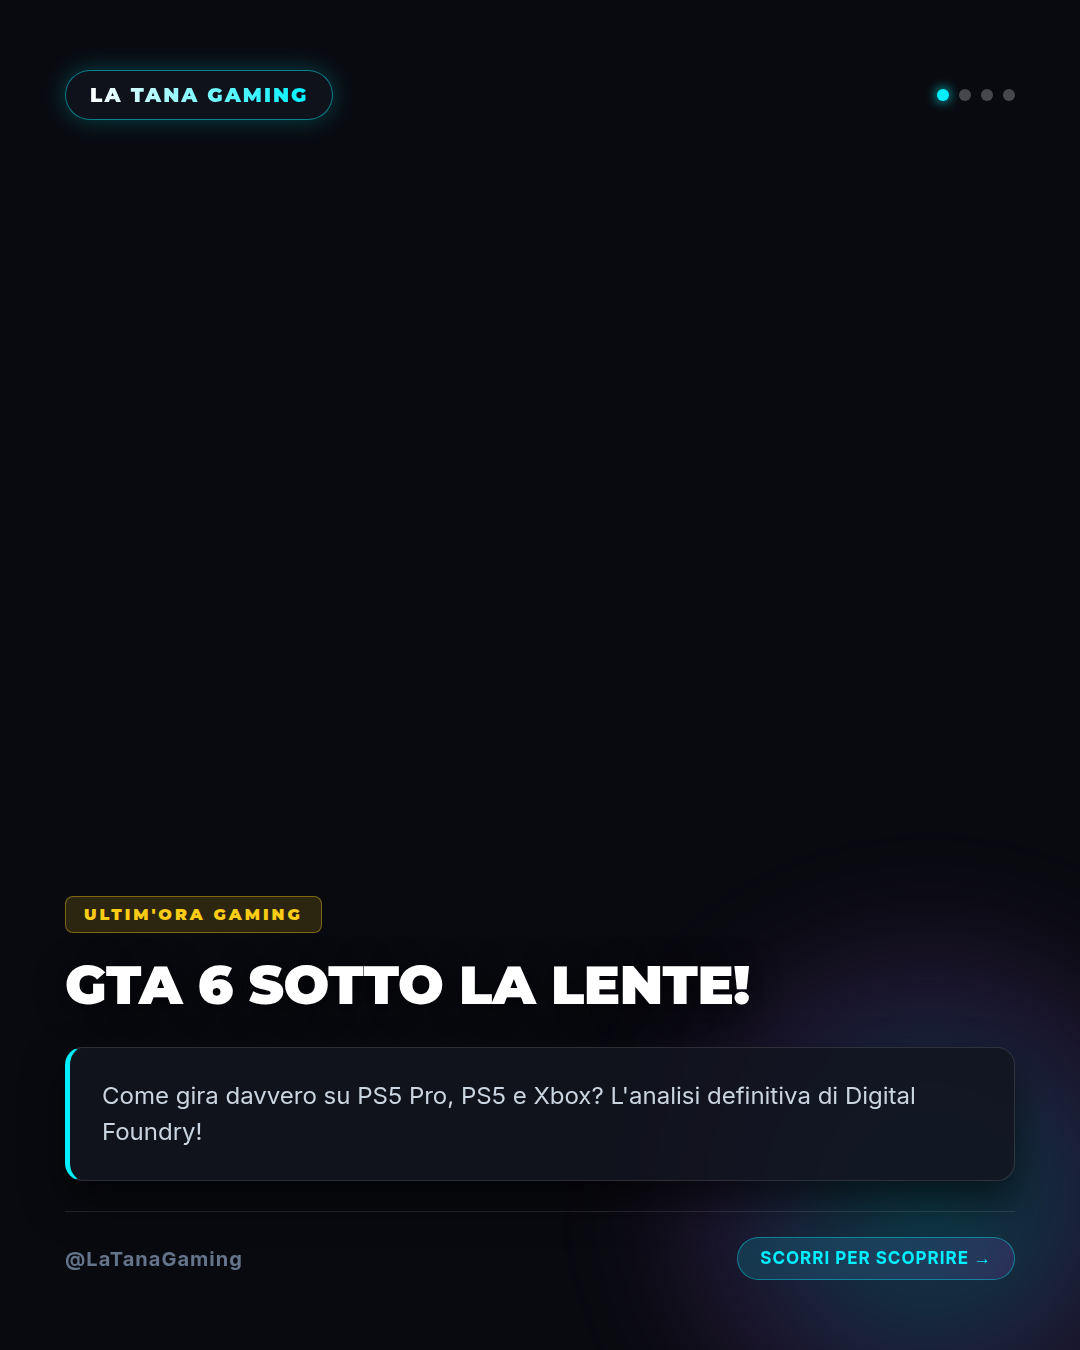 LA TANA GAMING
ULTIM'ORA GAMING
GTA 6 SOTTO LA LENTE!
Come gira davvero su PS5 Pro, PS5 e Xbox? L'analisi definitiva di Digital
Foundry!
@LaTanaGaming
SCORRI PER SCOPRIRE →